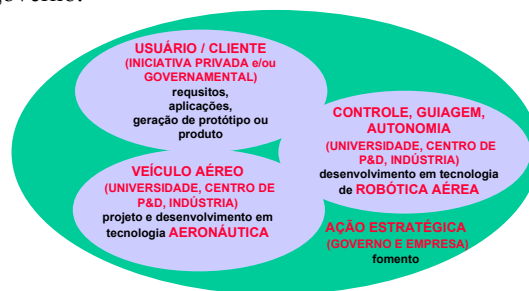 governo.
USUÁRIO / CLIENTE
(INICIATIVA PRIVADA e/ou
GOVERNAMENTAL)
requsitos,
aplicações,
geração de protótipo ou
produto
CONTROLE, GUIAGEM,
AUTONOMIA
(UNIVERSIDADE, CENTRO DE
P&D, INDÚSTRIA)
desenvolvimento em tecnologia
de ROBÓTICA AÉREA
VEÍCULO AÉREO
(UNIVERSIDADE, CENTRO DE
P&D, INDÚSTRIA)
projeto e desenvolvimento em
tecnologia AERONÁUTICA
AÇÃO ESTRATÉGICA
(GOVERNO E EMPRESA)
fomento